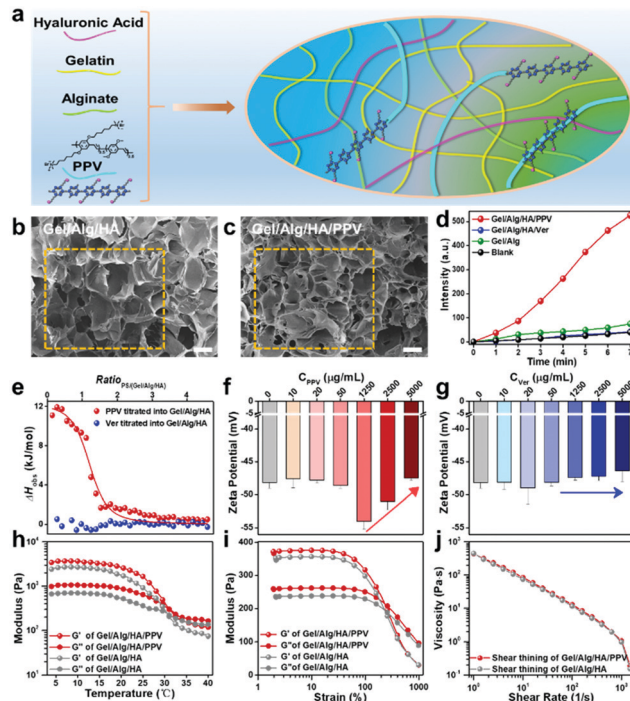 a
Hyaluronic Acid
Gelatin
Alginate
PPV
b
Gel/Alg/HA
c
Gel/Alg/HA/PPV
d
Intensity (a.u.)
500
400
300
200
100
0
Gel/Alg/HA/PPV
Gel/Alg/HA/Ver
Gel/Alg
Blank
0 1 2 3 4 5 6 7
Time (min)
e
Ratio PS/(Gel/Alg/HA)
0 1 2 3 4
PPV titrated into Gel/Alg/HA
Ver titrated into Gel/Alg/HA
ΔH obs (kJ/mol)
12
8
4
0
f
C PPV (μg/mL)
0 10 20 50 1250 2500 5000
Zeta Potential (mV)
0
-5
-45
-50
-55
g
C Ver (μg/mL)
0 10 20 50 1250 2500 5000
Zeta Potential (mV)
0
-5
-45
-50
-55
h
Modulus (Pa)
10⁴
10³
10²
10¹
G' of Gel/Alg/HA/PPV
G'' of Gel/Alg/HA/PPV
G' of Gel/Alg/HA
G'' of Gel/Alg/HA
5 10 15 20 25 30 35 40
Temperature (℃)
i
Modulus (Pa)
400
300
200
100
0
G' of Gel/Alg/HA/PPV
G''of Gel/Alg/HA/PPV
G' of Gel/Alg/HA
G''of Gel/Alg/HA
1 10 100 1000
Strain (%)
j
Viscosity(Pa·s)
10³
10²
10¹
10⁰
Shear thining of Gel/Alg/HA/PPV
Shear thining of Gel/Alg/HA
10⁰ 10¹ 10² 10³
Shear Rate (1/s)